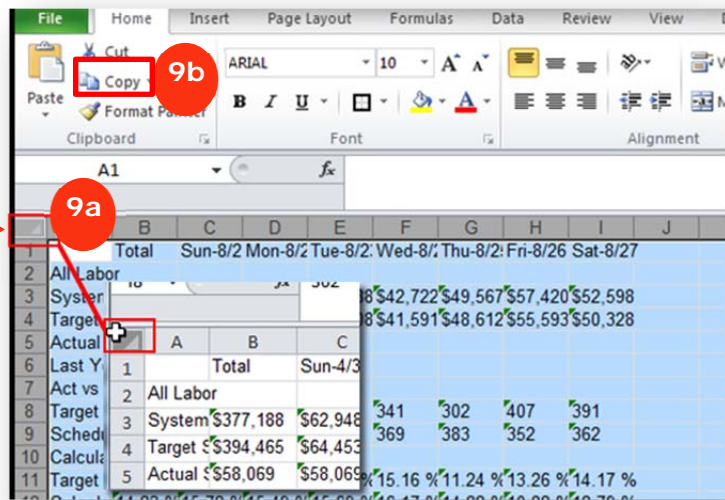 File Home Insert Page Layout Formulas Data Review View
Cut
Copy
9b
Paste
Format
ARIAL 10 A A
B I U A
Clipboard Font Alignment
A1 fx
9a
B C D E F G H I J
1 Total Sun-8/2 Mon-8/2 Tue-8/2 Wed-8/2 Thu-8/2 Fri-8/26 Sat-8/27
2 All Labor
3 System $42,722 $49,567 $57,420 $52,598
4 Target $41,591 $48,612 $55,593 $50,328
5 Actual
6 Last Y
7 Act vs
8 Target 341 302 407 391
9 Schedu 369 383 352 362
10 Calcula
11 Target 15.16 % 11.24 % 13.26 % 14.17 %
A B C
1 Total Sun-4/3
2 All Labor
3 System $377,188 $62,948
4 Target S $394,465 $64,453
5 Actual $58,069 $58,069